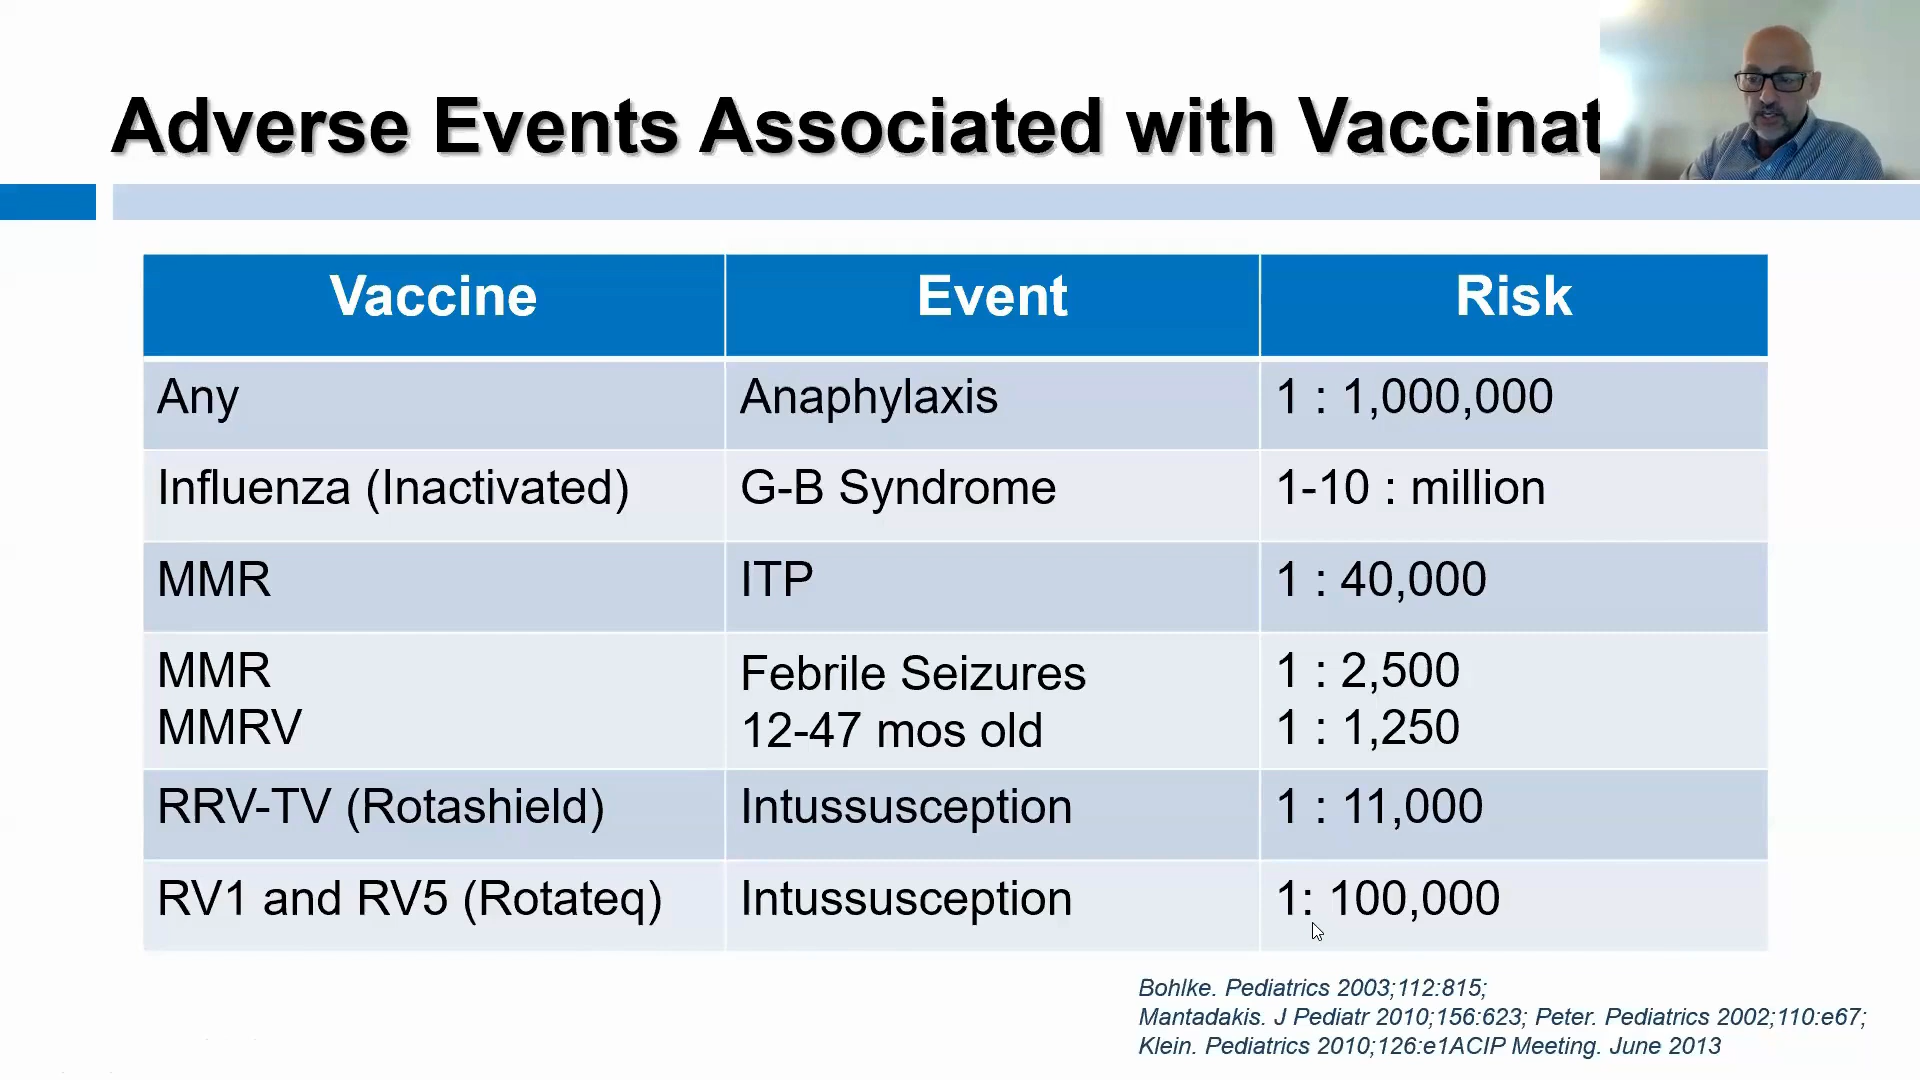 Adverse Events Associated with Vaccinat
Vaccine Event Risk
Any Anaphylaxis 1 : 1,000,000
Influenza (Inactivated) G-B Syndrome 1-10 : million
MMR ITP 1 : 40,000
MMR Febrile Seizures 1 : 2,500
MMRV 12-47 mos old 1 : 1,250
RRV-TV (Rotashield) Intussusception 1 : 11,000
RV1 and RV5 (Rotateq) Intussusception 1: 100,000
Bohlke. Pediatrics 2003;112:815;
Mantadakis. J Pediatr 2010;156:623; Peter. Pediatrics 2002;110:e67;
Klein. Pediatrics 2010;126:e1ACIP Meeting. June 2013